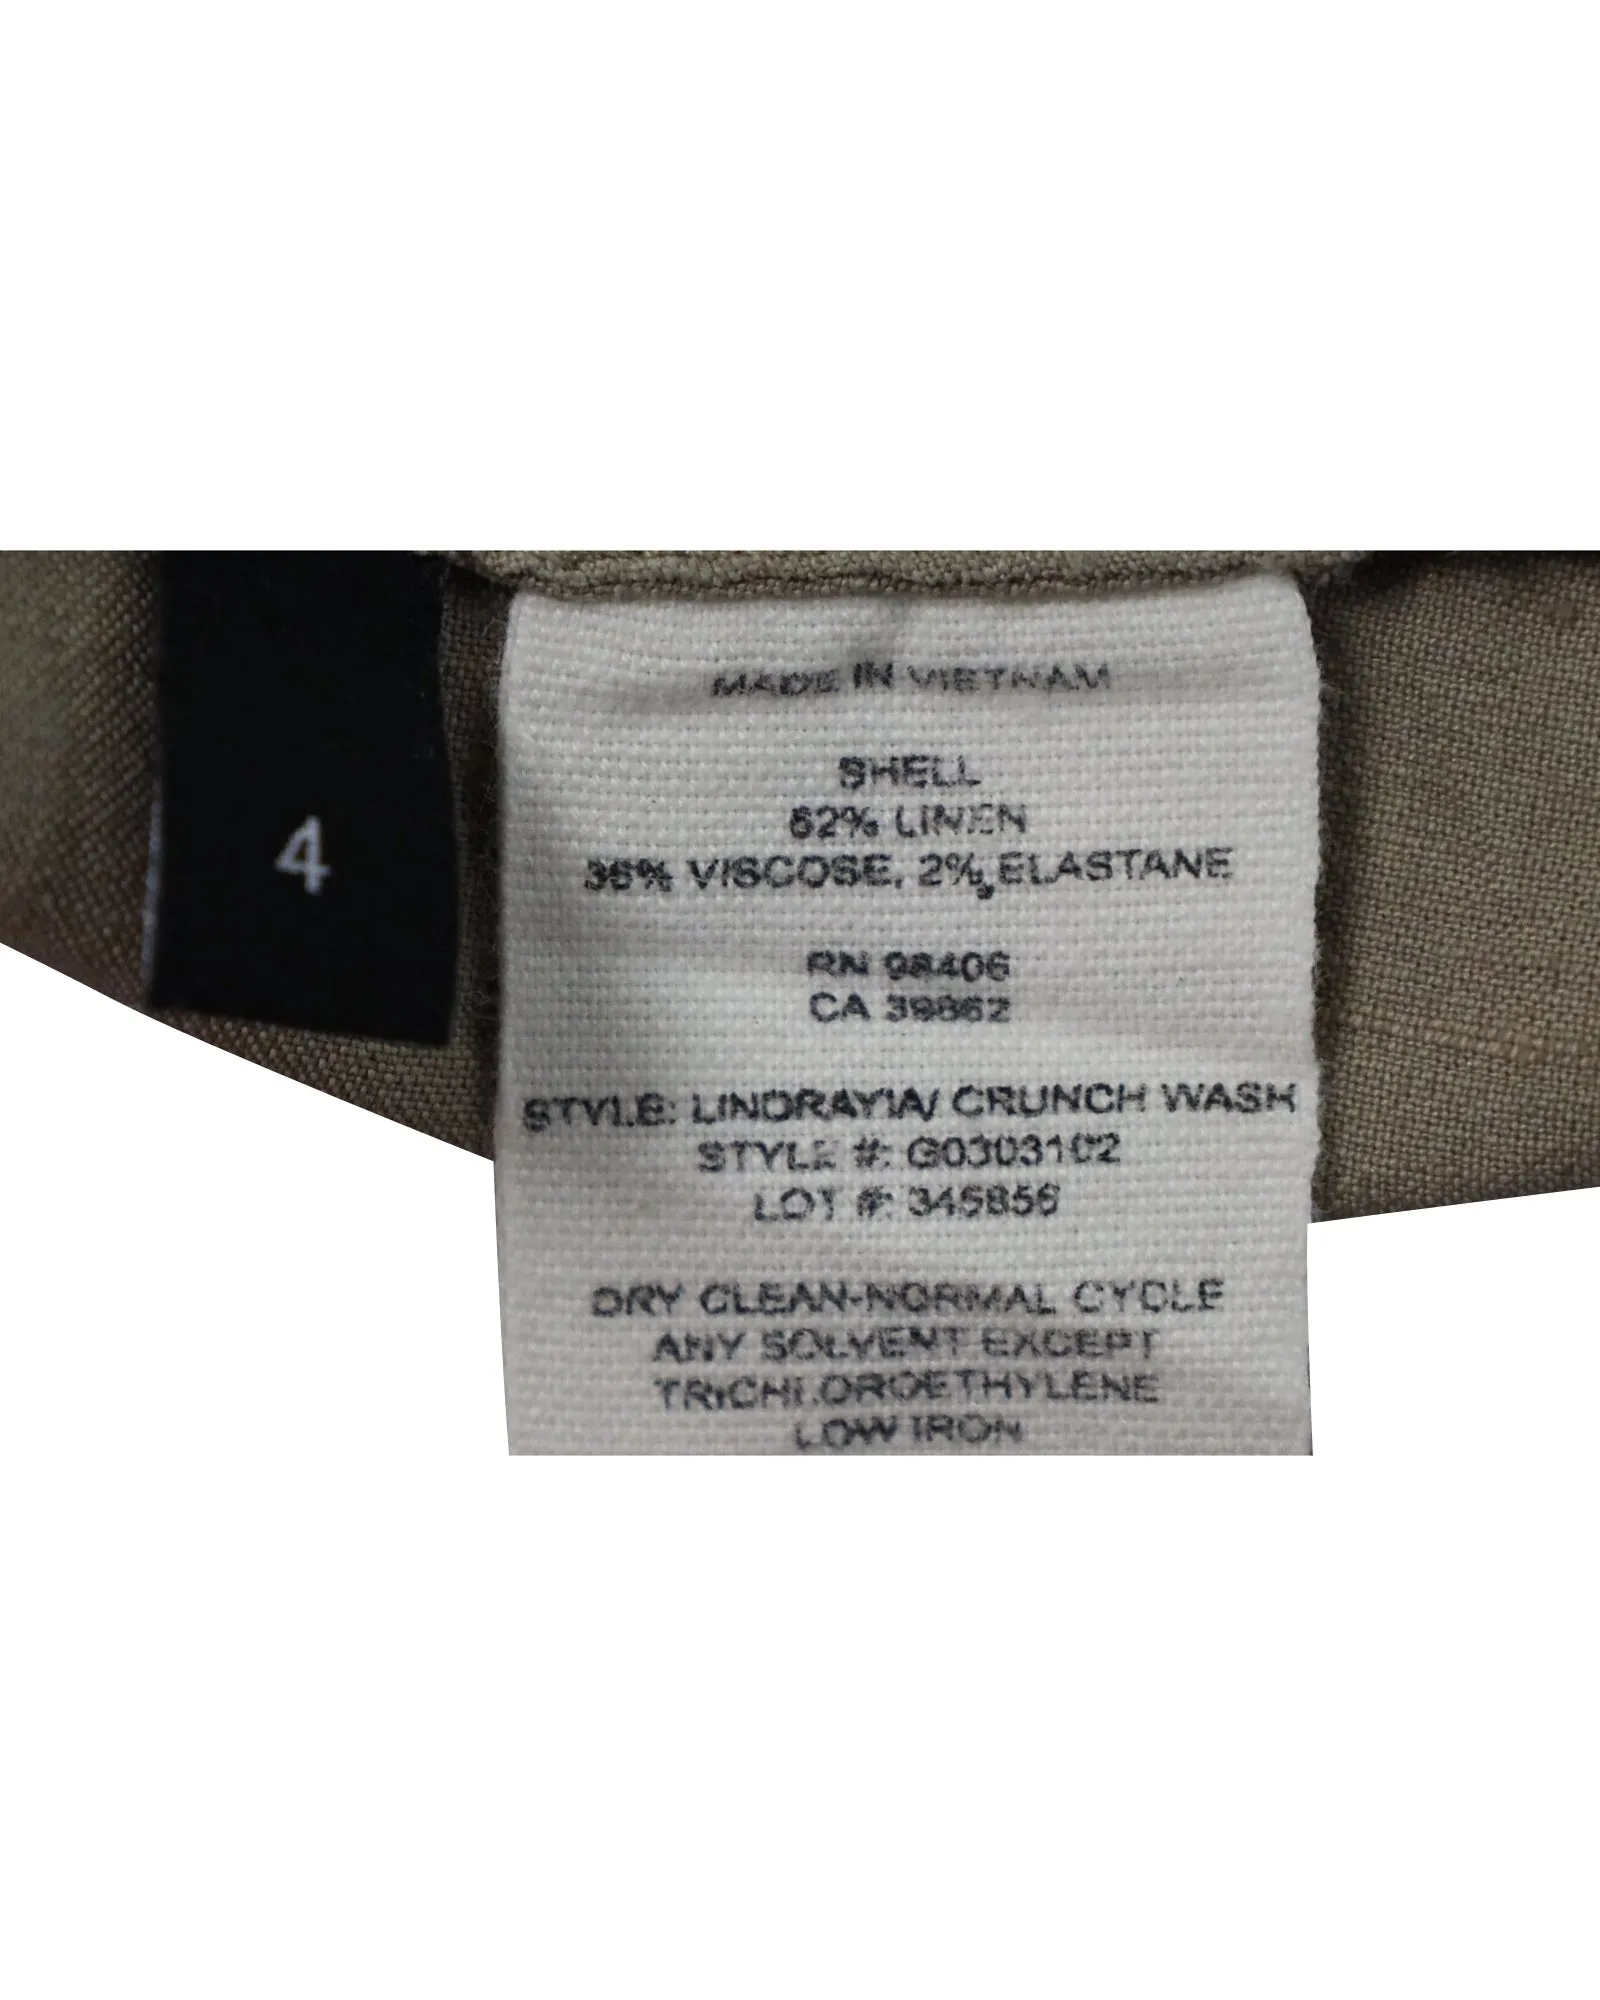 4
MADE IN VIETNAM
SHELL
62% LINEN
36% VISCOSE, 2% ELASTANE
RN 98406
CA 39862
STYLE: LINDRAYIA/ CRUNCH WASH
STYLE #: G0303102
LOT #: 345856
DRY CLEAN-NORMAL CYCLE
ANY SOLVENT EXCEPT
TRICHLOROETHYLENE
LOW IRON